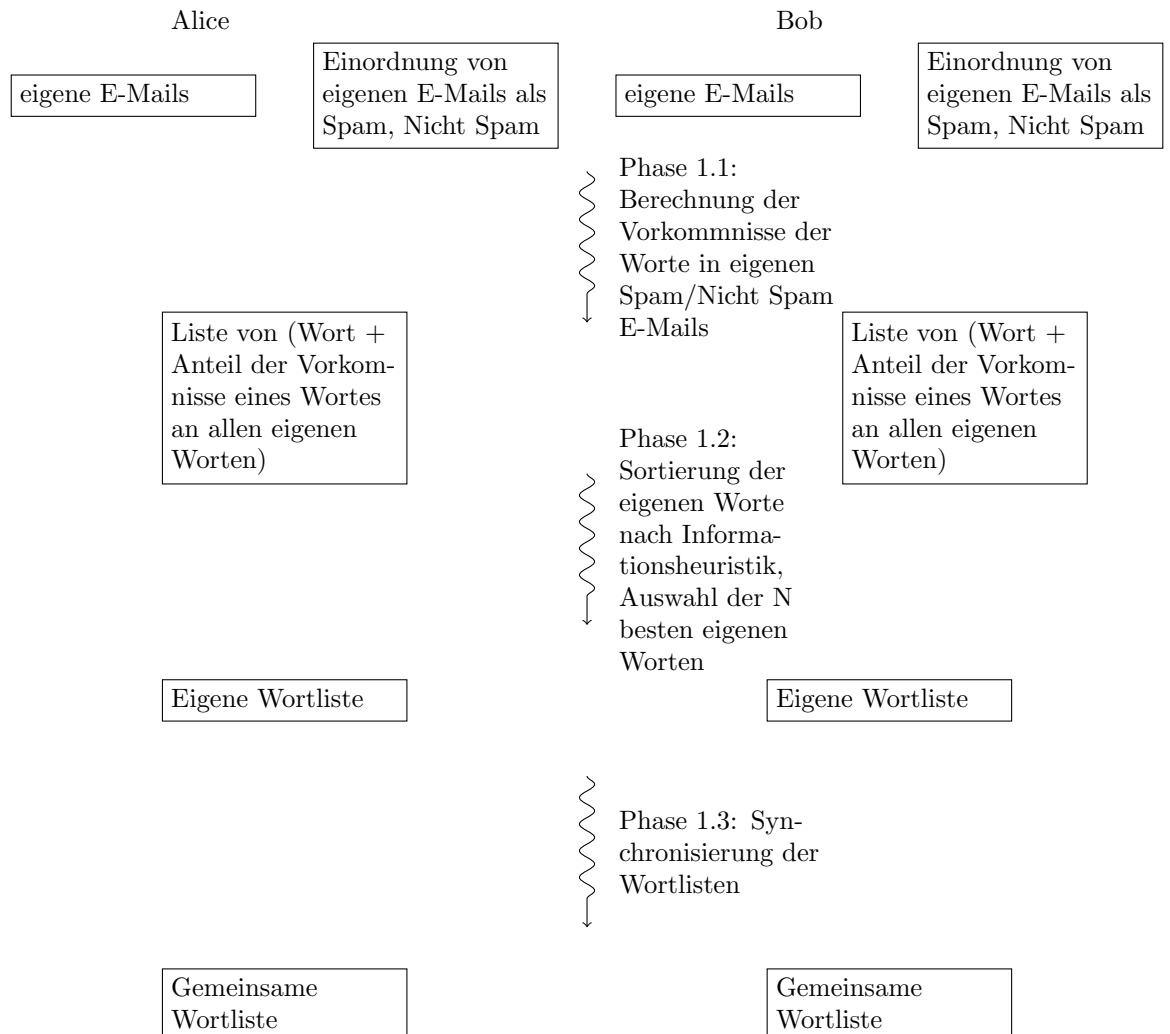 Alice
Bob
eigene E-Mails
Einordnung von
eigenen E-Mails als
Spam, Nicht Spam
eigene E-Mails
Einordnung von
eigenen E-Mails als
Spam, Nicht Spam
Phase 1.1:
Berechnung der
Vorkommnisse der
Worte in eigenen
Spam/Nicht Spam
E-Mails
Liste von (Wort +
Anteil der Vorkom-
nisse eines Wortes
an allen eigenen
Worten)
Liste von (Wort +
Anteil der Vorkom-
nisse eines Wortes
an allen eigenen
Worten)
Phase 1.2:
Sortierung der
eigenen Worte
nach Informa-
tionsheuristik,
Auswahl der N
besten eigenen
Worten
Eigene Wortliste
Eigene Wortliste
Phase 1.3: Syn-
chronisierung der
Wortlisten
Gemeinsame
Wortliste
Gemeinsame
Wortliste